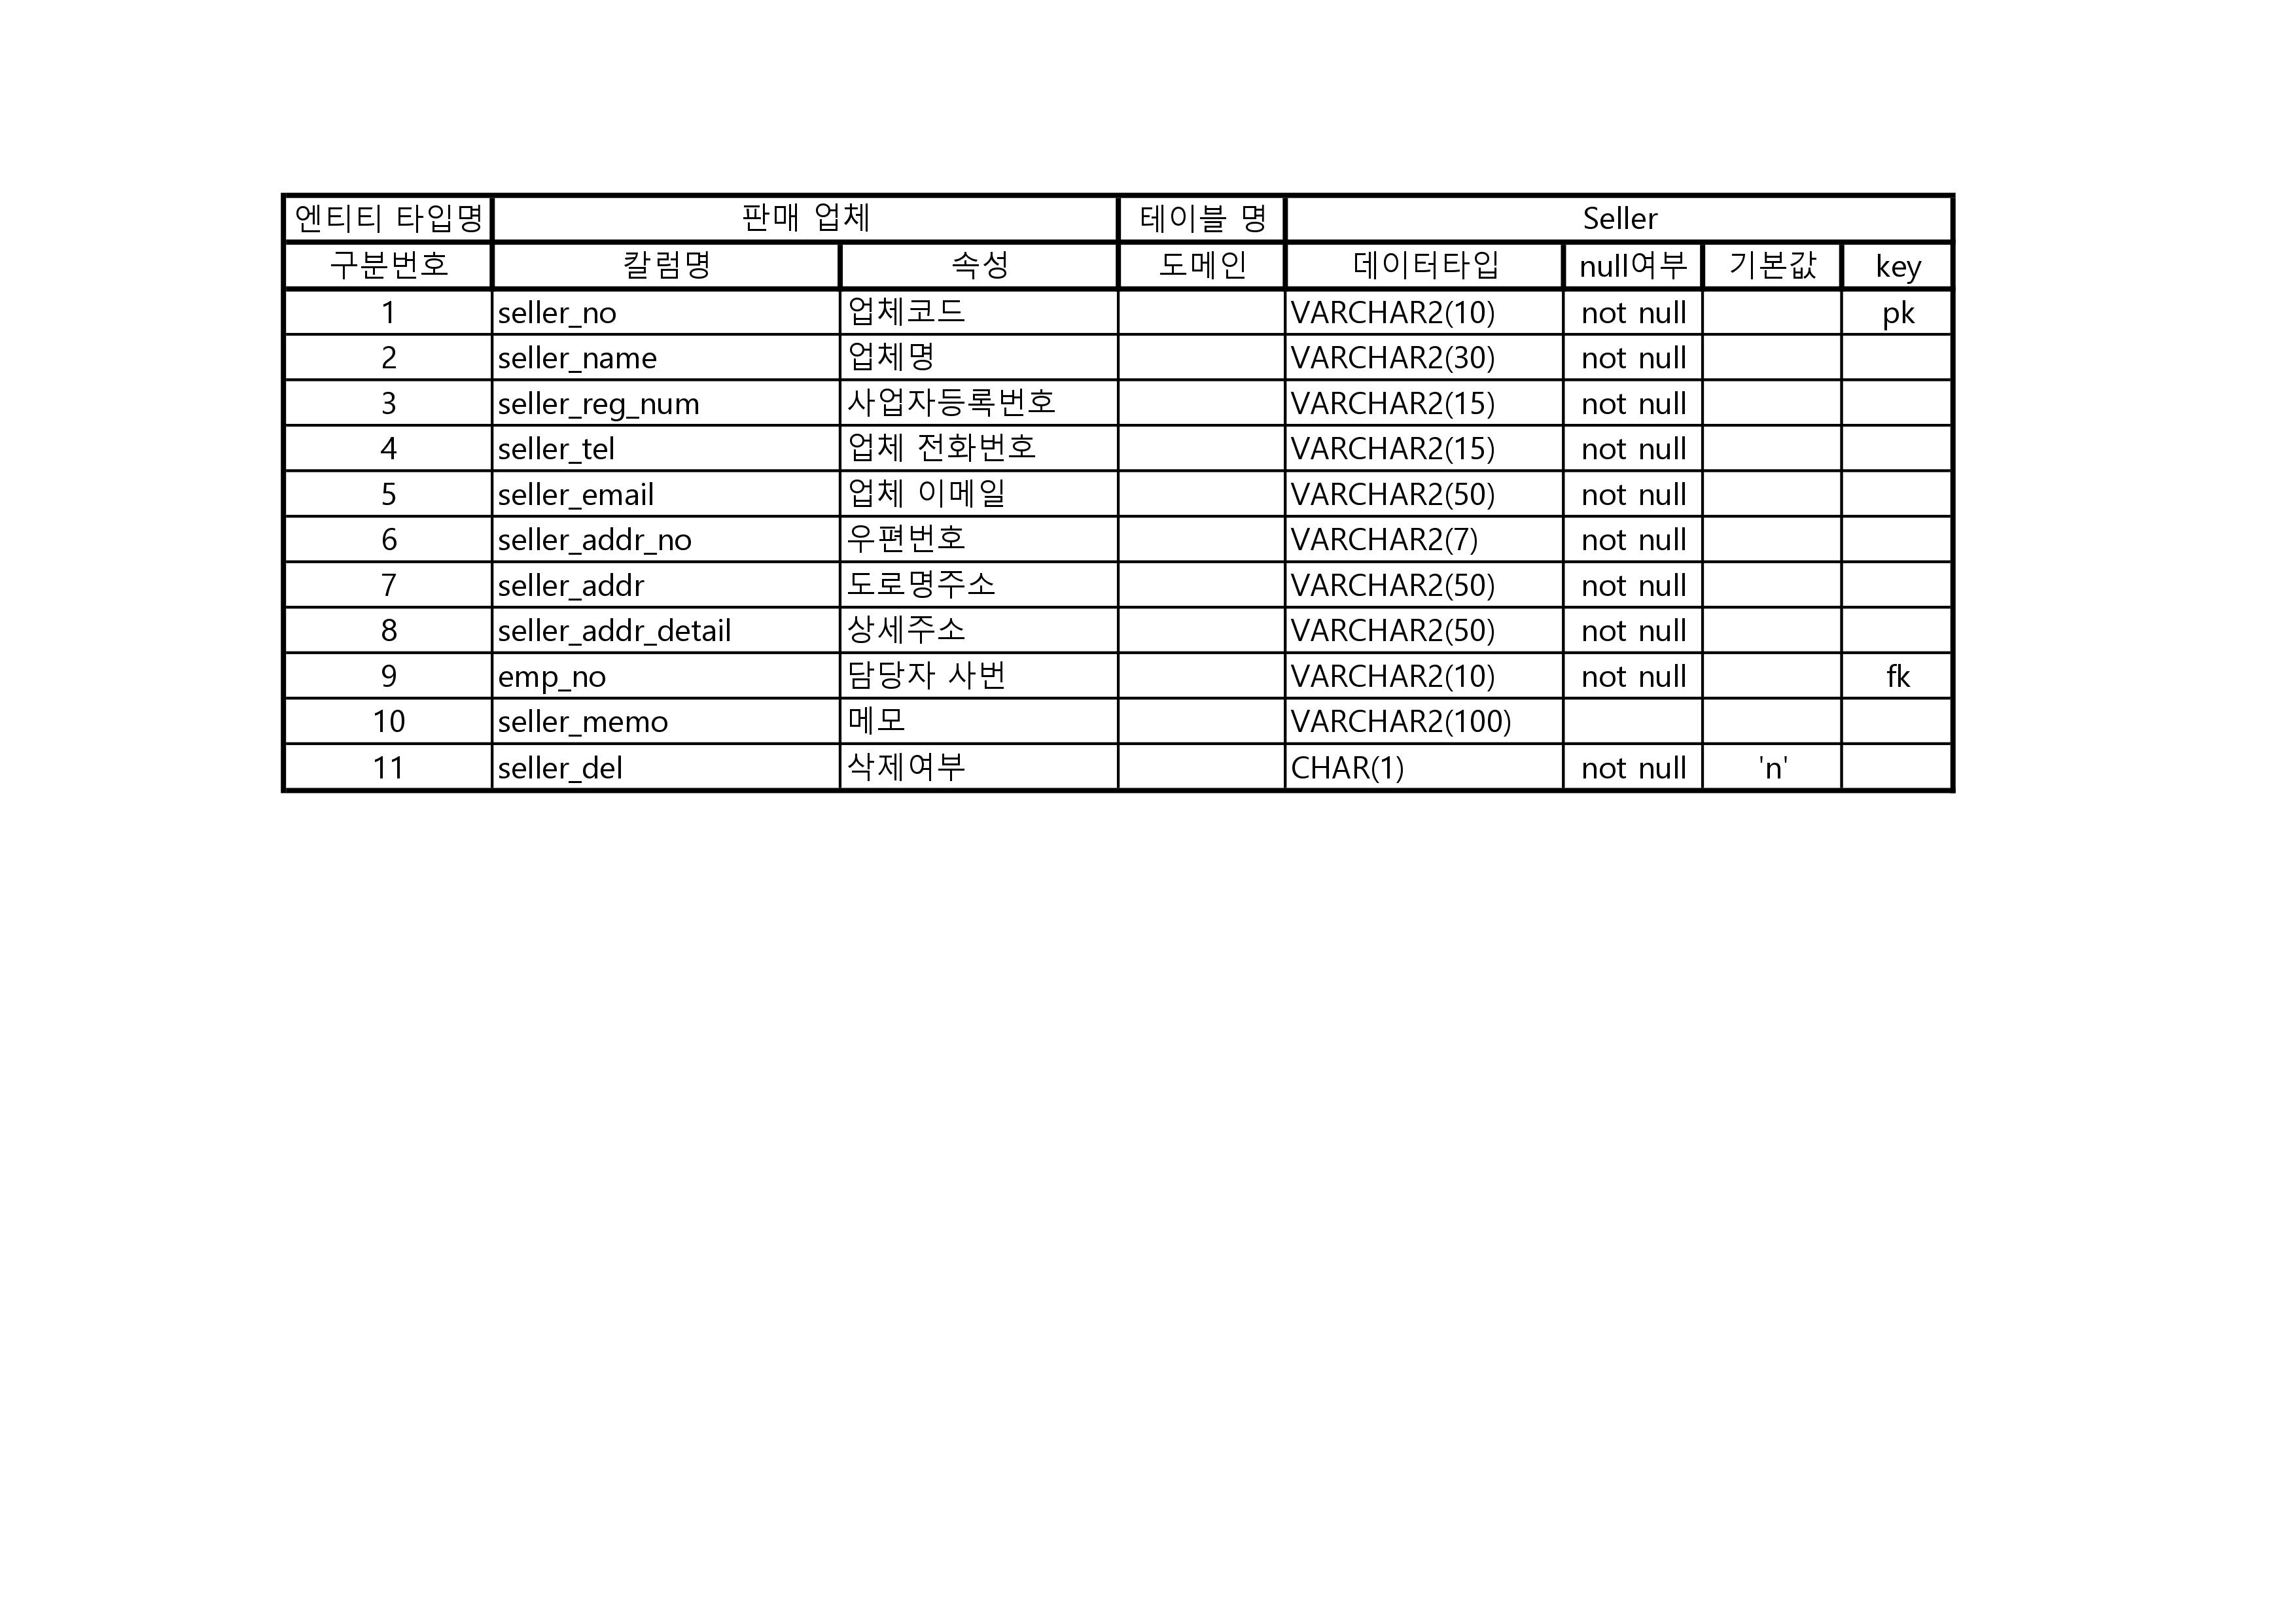 엔티티 타입명 판매 업체 테이블 명 Seller
구분번호 칼럼명 속성 도메인 데이터타입 null여부 기본값 key
1 seller_no 업체코드 VARCHAR2(10) not null pk
2 seller_name 업체명 VARCHAR2(30) not null
3 seller_reg_num 사업자등록번호 VARCHAR2(15) not null
4 seller_tel 업체 전화번호 VARCHAR2(15) not null
5 seller_email 업체 이메일 VARCHAR2(50) not null
6 seller_addr_no 우편번호 VARCHAR2(7) not null
7 seller_addr 도로명주소 VARCHAR2(50) not null
8 seller_addr_detail 상세주소 VARCHAR2(50) not null
9 emp_no 담당자 사번 VARCHAR2(10) not null fk
10 seller_memo 메모 VARCHAR2(100)
11 seller_del 삭제여부 CHAR(1) not null 'n'